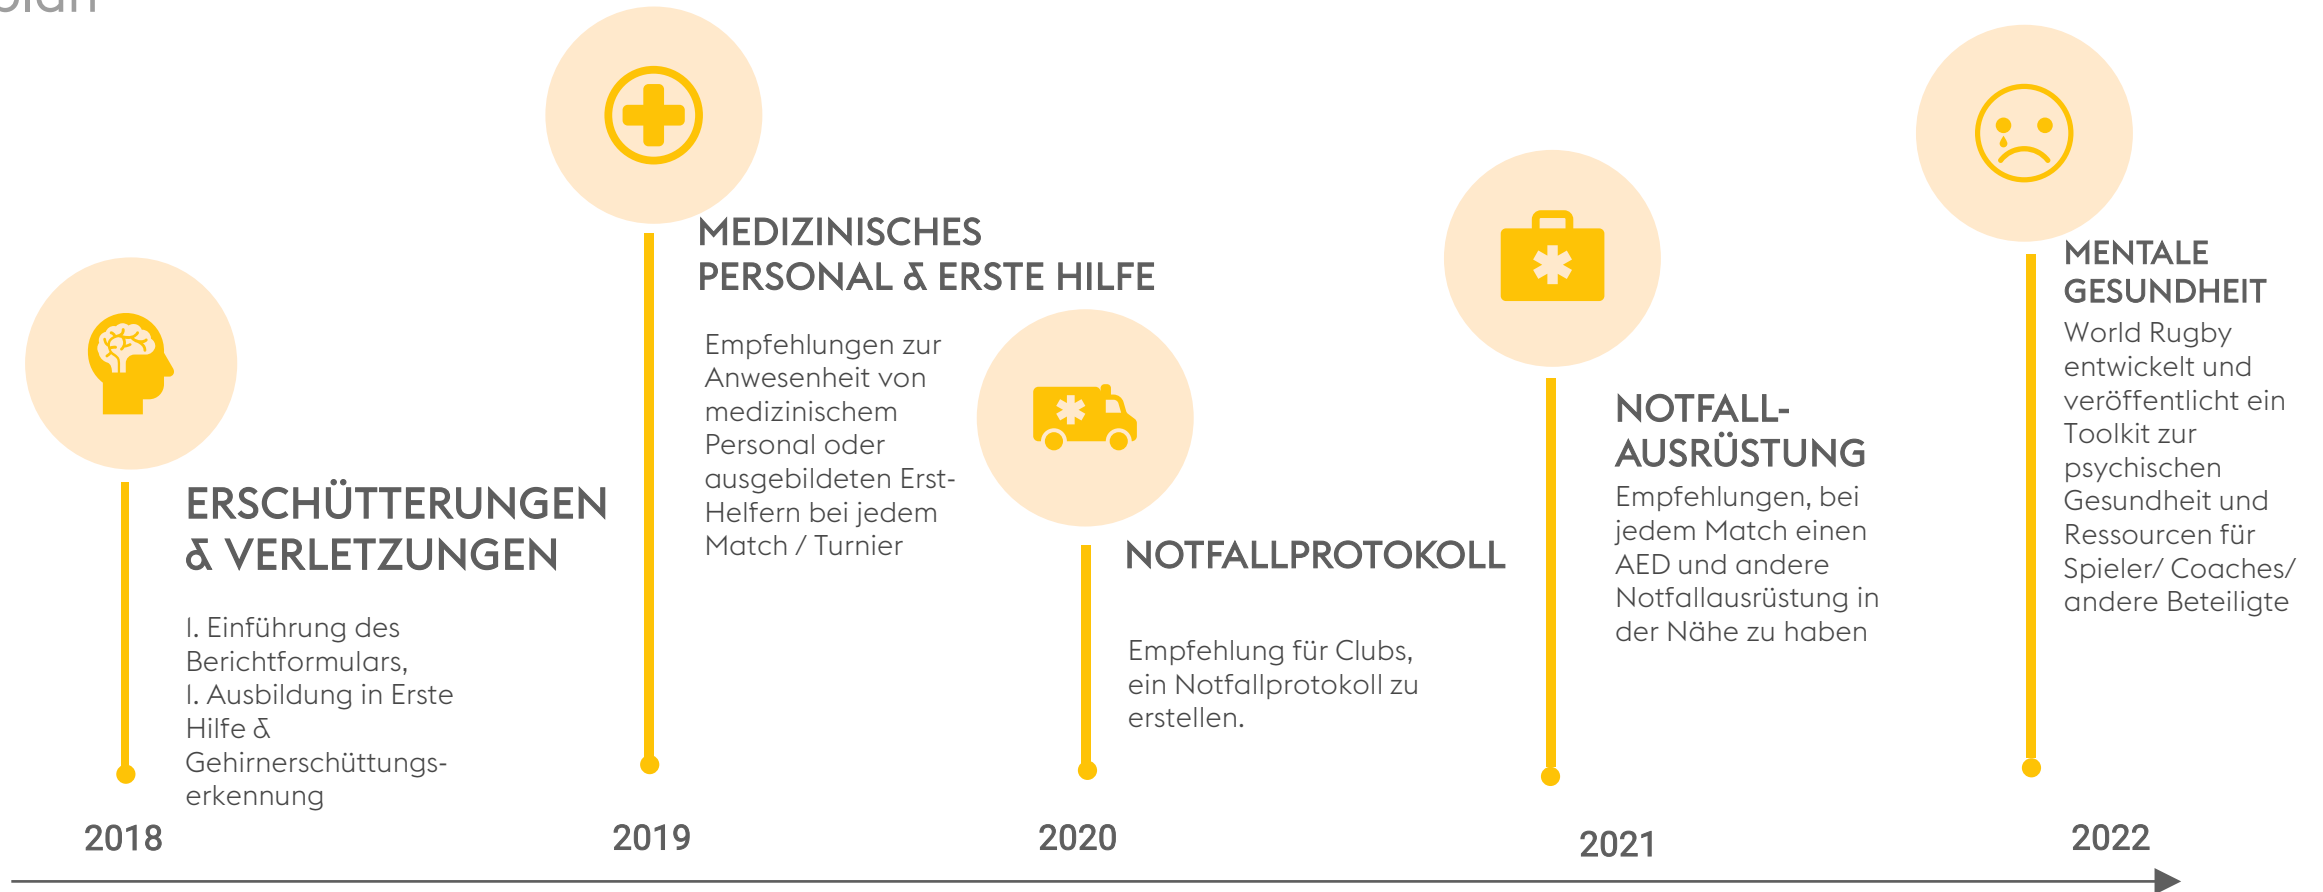 ERSCHÜTTERUNGEN
& VERLETZUNGEN
1. Einführung des
Berichtformulars,
1. Ausbildung in Erste
Hilfe &
Gehirnerschüttungs-
erkennung
2018
MEDIZINISCHES
PERSONAL & ERSTE HILFE
Empfehlungen zur
Anwesenheit von
medizinischem
Personal oder
ausgebildeten Erst-
Helfern bei jedem
Match / Turnier
2019
NOTFALLPROTOKOLL
Empfehlung für Clubs,
ein Notfallprotokoll zu
erstellen.
2020
NOTFALL-
AUSRÜSTUNG
Empfehlungen, bei
jedem Match einen
AED und andere
Notfallausrüstung in
der Nähe zu haben
2021
MENTALE
GESUNDHEIT
World Rugby
entwickelt und
veröffentlicht ein
Toolkit zur
psychischen
Gesundheit und
Ressourcen für
Spieler/ Coaches/
andere Beteiligte
2022